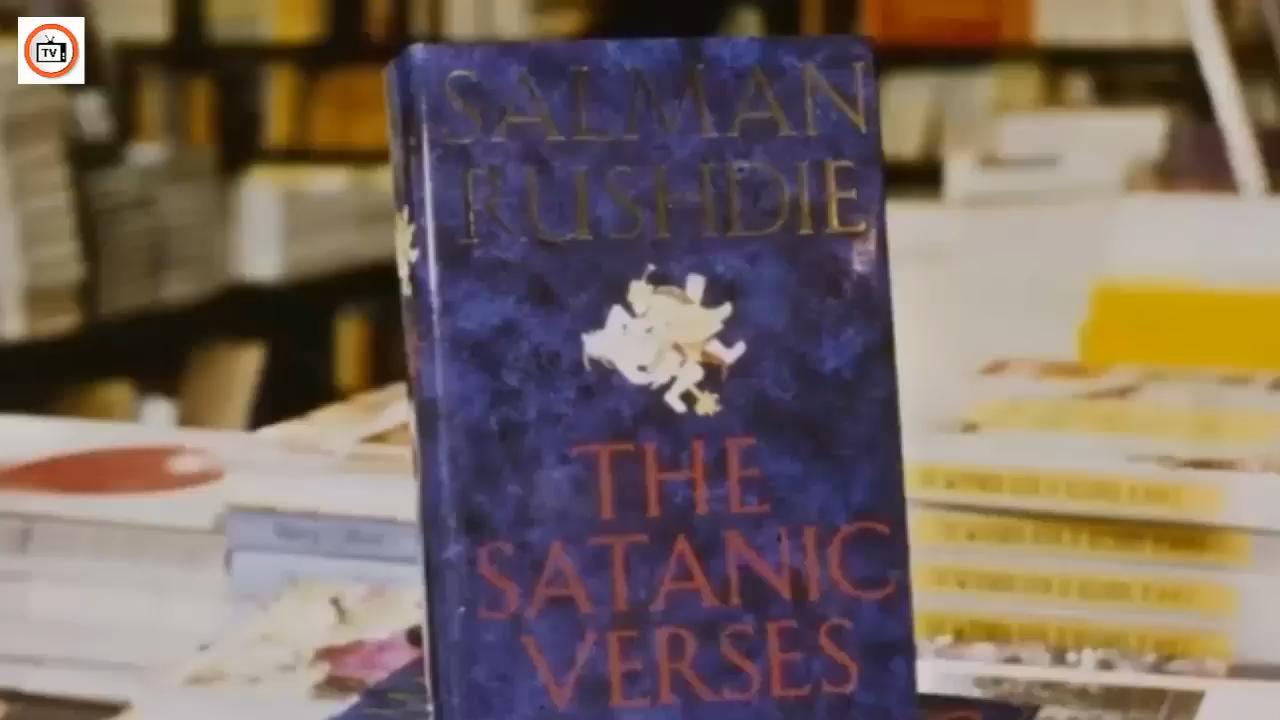 TV
SALMAN
RUSHDIE
THE
SATANIC
VERSES